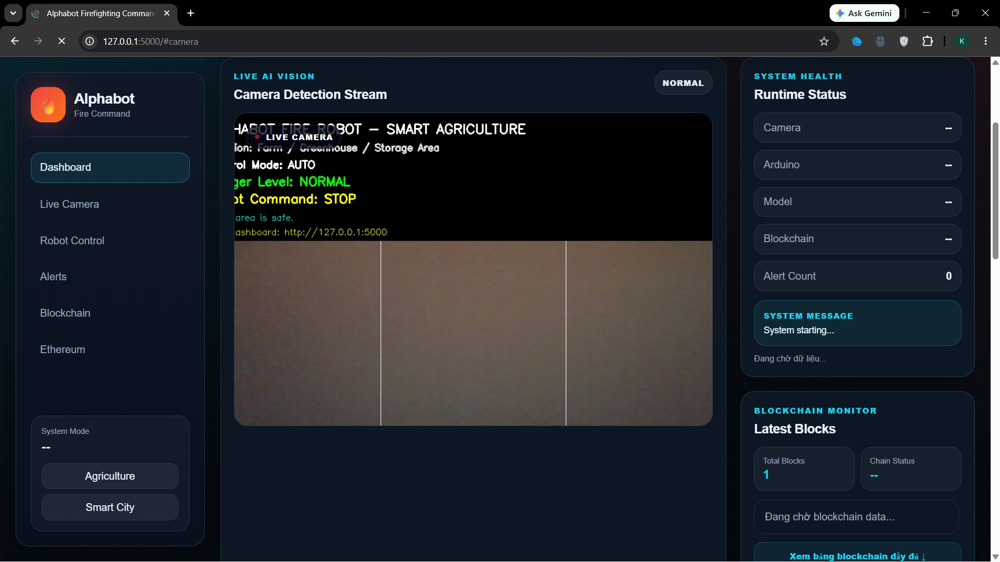 Alphabot Firefighting Comman
Ask Gemini
127.0.0.1:5000/#camera
K
Alphabot
Fire Command
Dashboard
Live Camera
Robot Control
Alerts
Blockchain
Ethereum
System Mode
--
Agriculture
Smart City
LIVE AI VISION
Camera Detection Stream
NORMAL
HABOT FIRE ROBOT – SMART AGRICULTURE
LIVE CAMERA
ion: Farm / Greenhouse / Storage Area
rol Mode: AUTO
ger Level: NORMAL
ot Command: STOP
area is safe.
ashboard: http://127.0.0.1:5000
SYSTEM HEALTH
Runtime Status
Camera --
Arduino --
Model --
Blockchain --
Alert Count 0
SYSTEM MESSAGE
System starting...
Đang chờ dữ liệu...
BLOCKCHAIN MONITOR
Latest Blocks
Total Blocks
1
Chain Status
--
Đang chờ blockchain data...
Xem bảng blockchain đầy đủ ↓